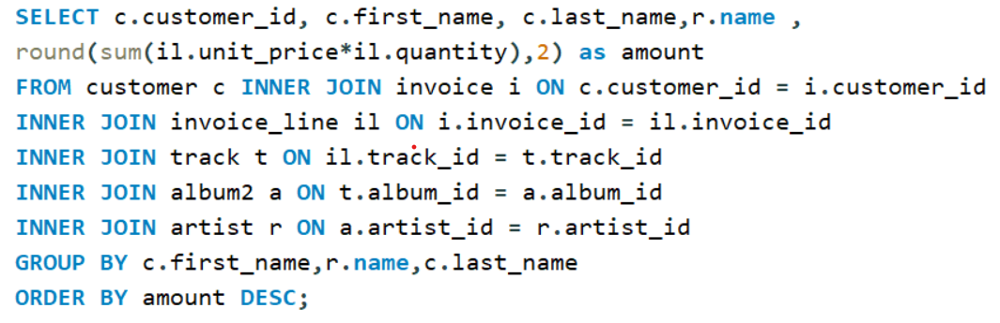 SELECT c.customer_id, c.first_name, c.last_name,r.name ,
round(sum(il.unit_price*il.quantity),2) as amount
FROM customer c INNER JOIN invoice i ON c.customer_id = i.customer_id
INNER JOIN invoice_line il ON i.invoice_id = il.invoice_id
INNER JOIN track t ON il.track_id = t.track_id
INNER JOIN album2 a ON t.album_id = a.album_id
INNER JOIN artist r ON a.artist_id = r.artist_id
GROUP BY c.first_name,r.name,c.last_name
ORDER BY amount DESC;